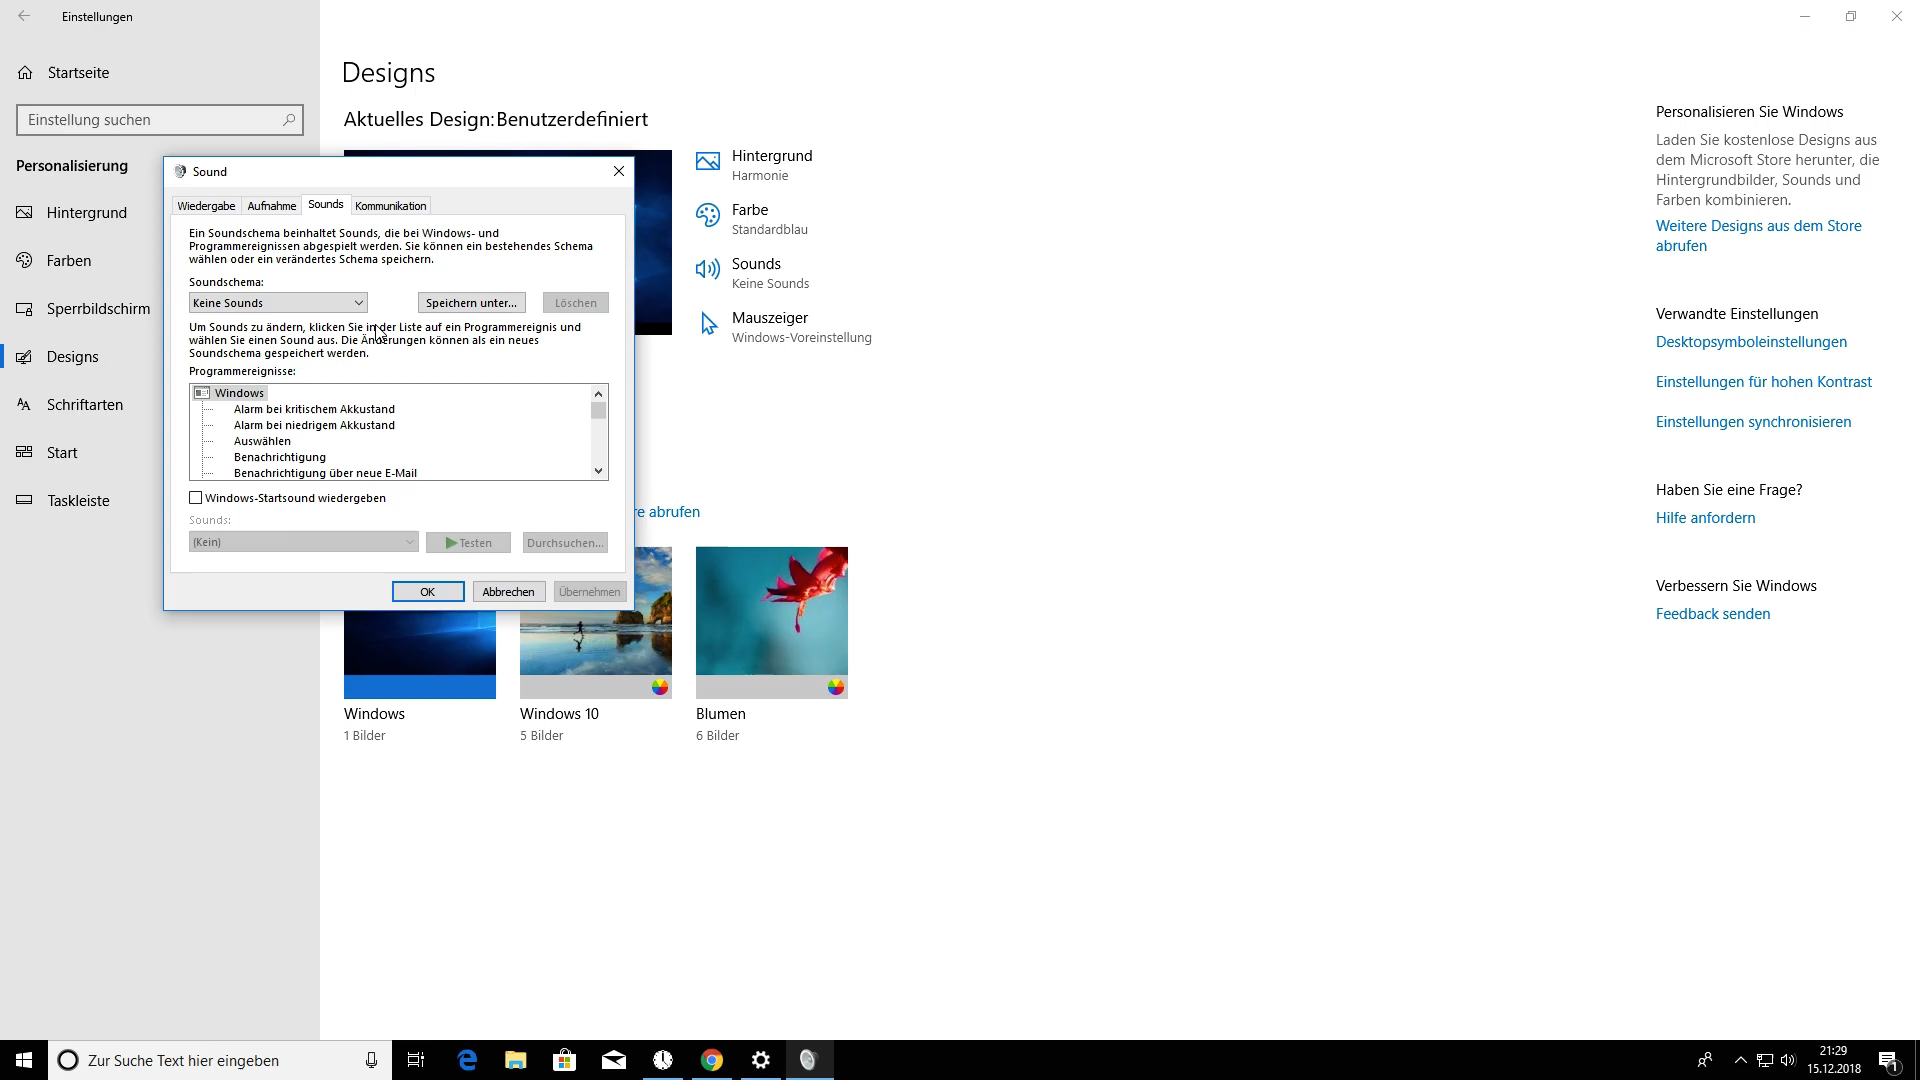 Einstellungen
Startseite
Einstellung suchen
Personalisierung
Hintergrund
Farben
Sperrbildschirm
Designs
Schriftarten
Start
Taskleiste
Designs
Aktuelles Design: Benutzerdefiniert
Sound
Wiedergabe Aufnahme Sounds Kommunikation
Ein Soundschema beinhaltet Sounds, die bei Windows- und
Programmereignissen abgespielt werden. Sie können ein bestehendes Schema
wählen oder ein verändertes Schema speichern.
Soundschema:
Keine Sounds Speichern unter... Löschen
Um Sounds zu ändern, klicken Sie in der Liste auf ein Programmereignis und
wählen Sie einen Sound aus. Die Änderungen können als ein neues
Soundschema gespeichert werden.
Programmereignisse:
Windows
Alarm bei kritischem Akkustand
Alarm bei niedrigem Akkustand
Auswählen
Benachrichtigung
Benachrichtigung über neue E-Mail
Windows-Startsound wiedergeben
Sounds:
(Kein) Testen Durchsuchen...
OK Abbrechen Übernehmen
Hintergrund
Harmonie
Farbe
Standardblau
Sounds
Keine Sounds
Mauszeiger
Windows-Voreinstellung
re abrufen
Windows
1 Bilder
Windows 10
5 Bilder
Blumen
6 Bilder
Personalisieren Sie Windows
Laden Sie kostenlose Designs aus
dem Microsoft Store herunter, die
Hintergrundbilder, Sounds und
Farben kombinieren.
Weitere Designs aus dem Store
abrufen
Verwandte Einstellungen
Desktopsymboleinstellungen
Einstellungen für hohen Kontrast
Einstellungen synchronisieren
Haben Sie eine Frage?
Hilfe anfordern
Verbessern Sie Windows
Feedback senden
Zur Suche Text hier eingeben
21:29
15.12.2018
1